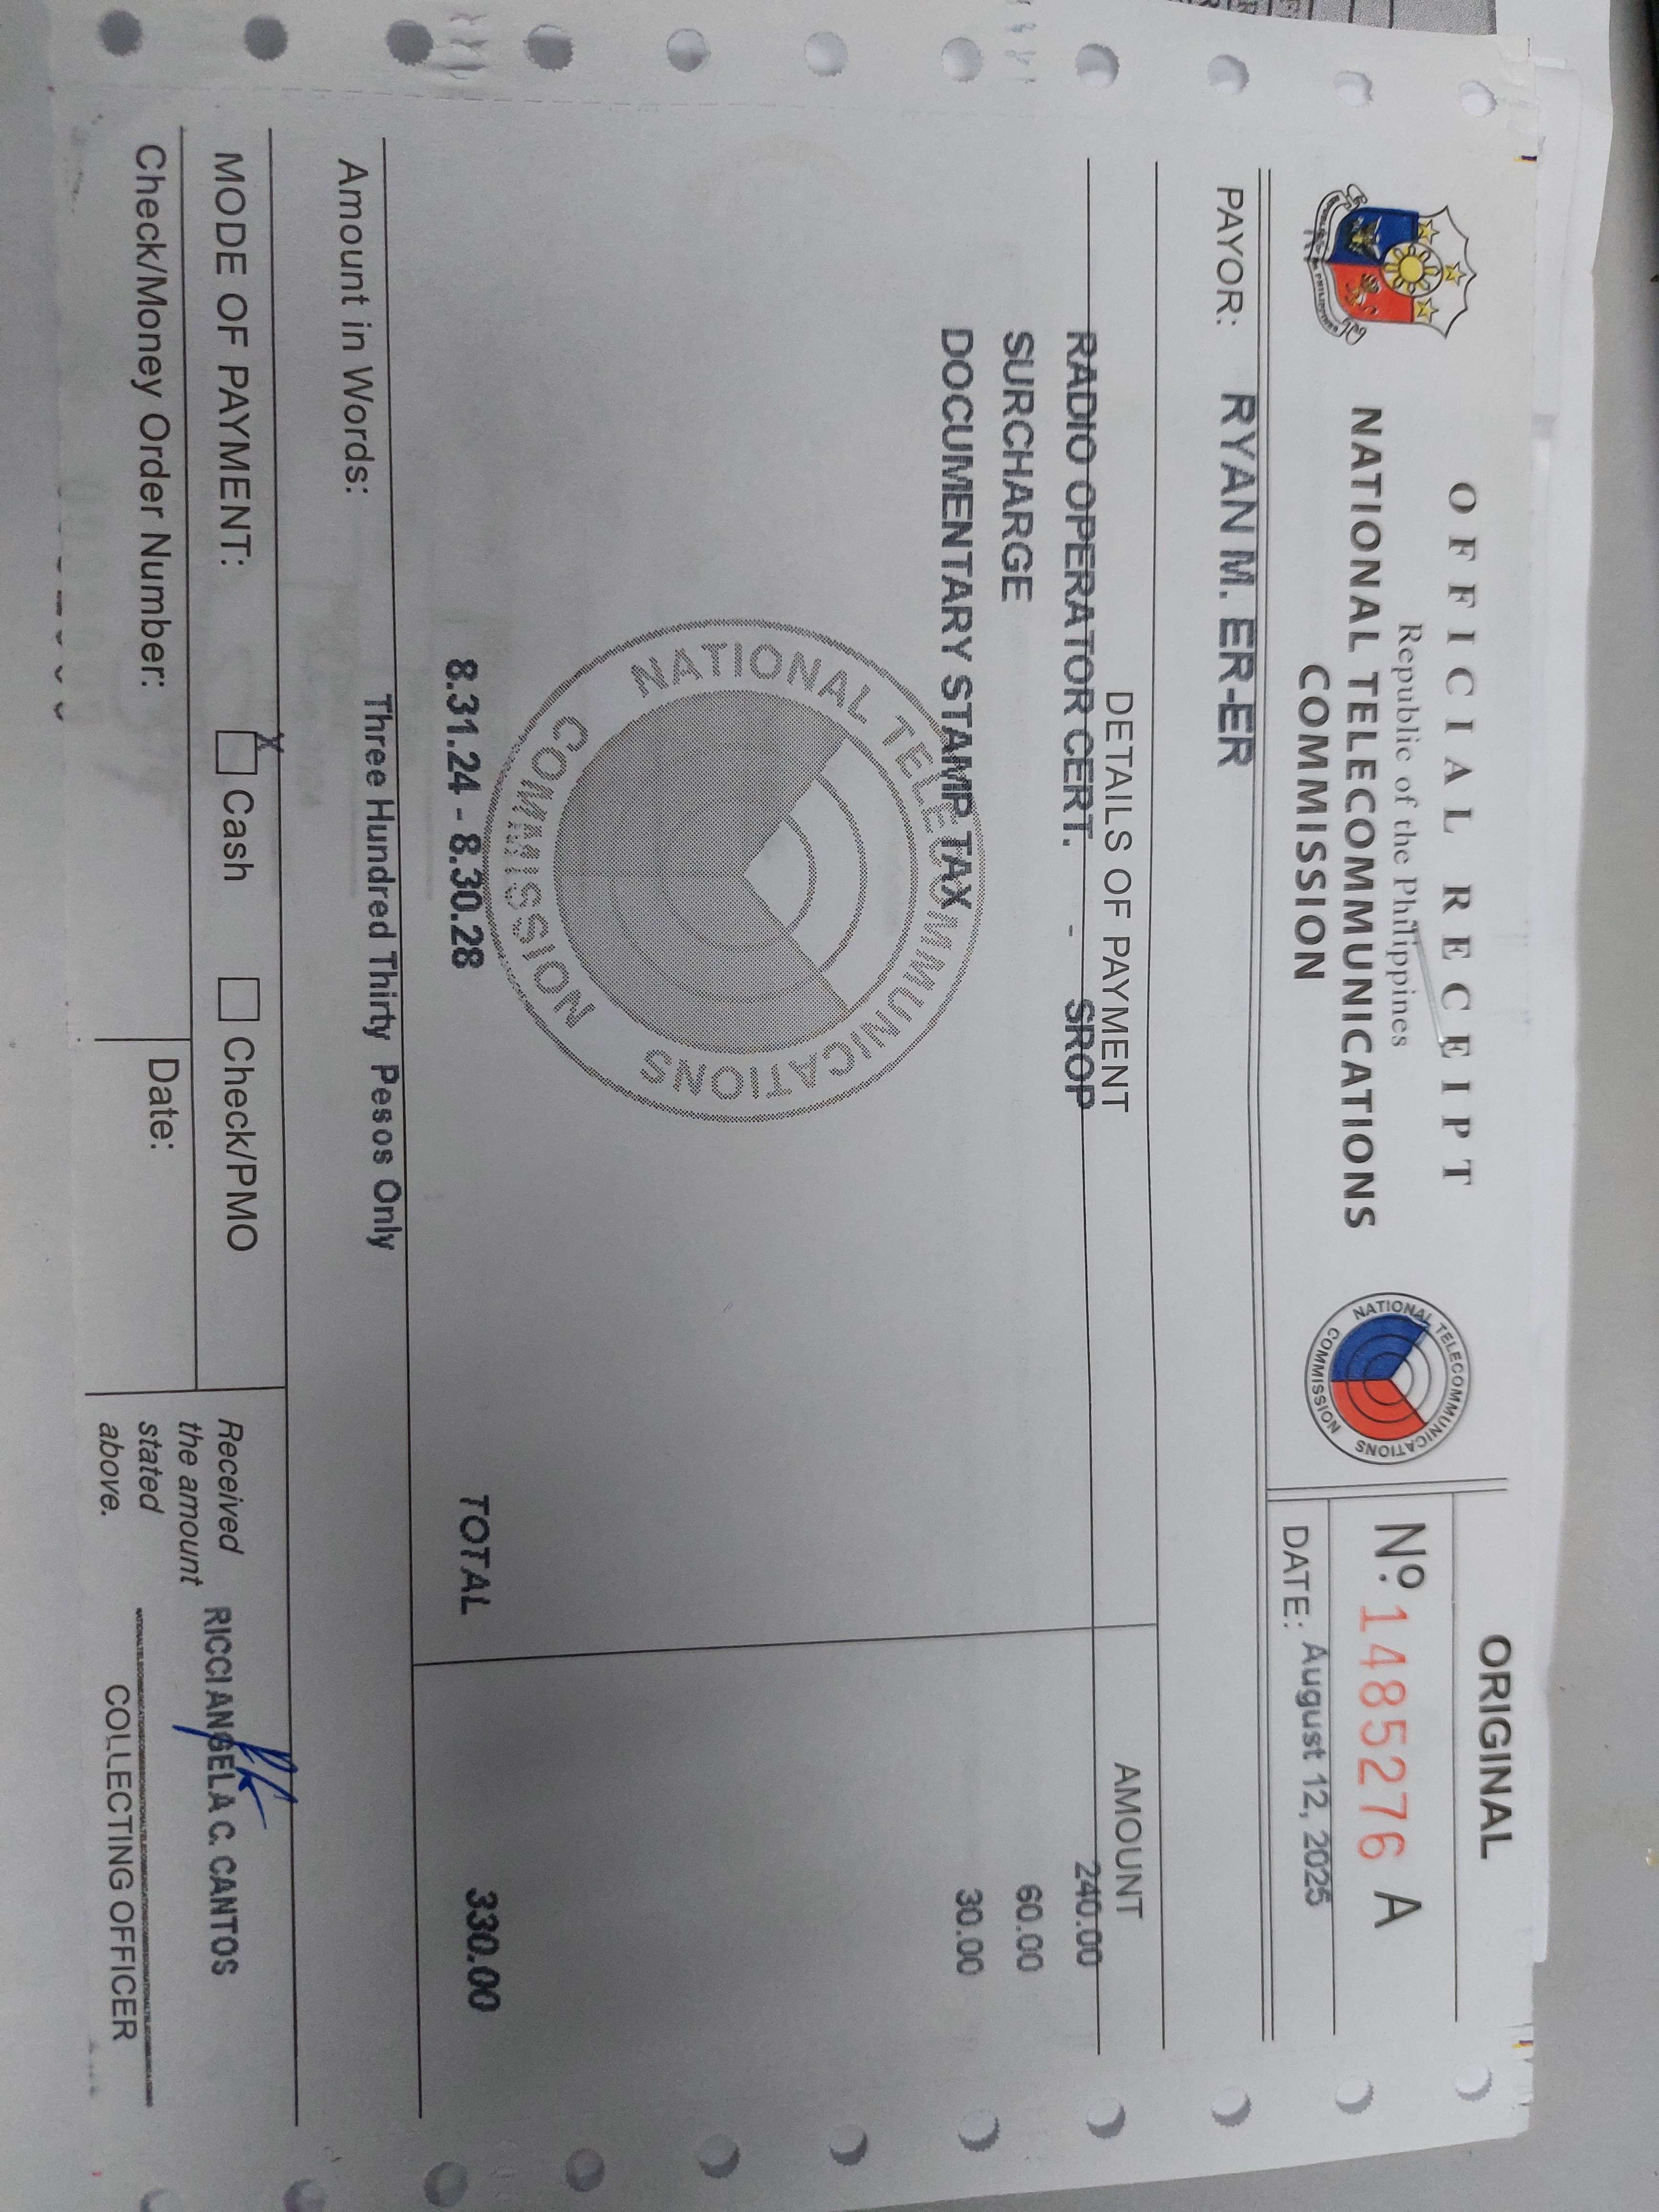 ORIGINAL
OFFICIAL RECEIPT
Republic of the Philippines
NATIONAL TELECOMMUNICATIONS
COMMISSION
NATIONAL TELECOMMUNICATIONS COMMISSION
Nº. 1485276 A
DATE: August 12, 2025
PAYOR: RYAN M. ER-ER
DETAILS OF PAYMENT AMOUNT
RADIO OPERATOR CERT. - SROP 240.00
SURCHARGE 60.00
DOCUMENTARY STAMP TAX 30.00
NATIONAL TELECOMMUNICATIONS COMMISSION
8.31.24 - 8.30.28 TOTAL 330.00
Amount in Words: Three Hundred Thirty Pesos Only
MODE OF PAYMENT: X Cash Check/PMO
Check/Money Order Number: Date:
Received
the amount
stated
above.
RICCI ANGELA C. CANTOS
COLLECTING OFFICER